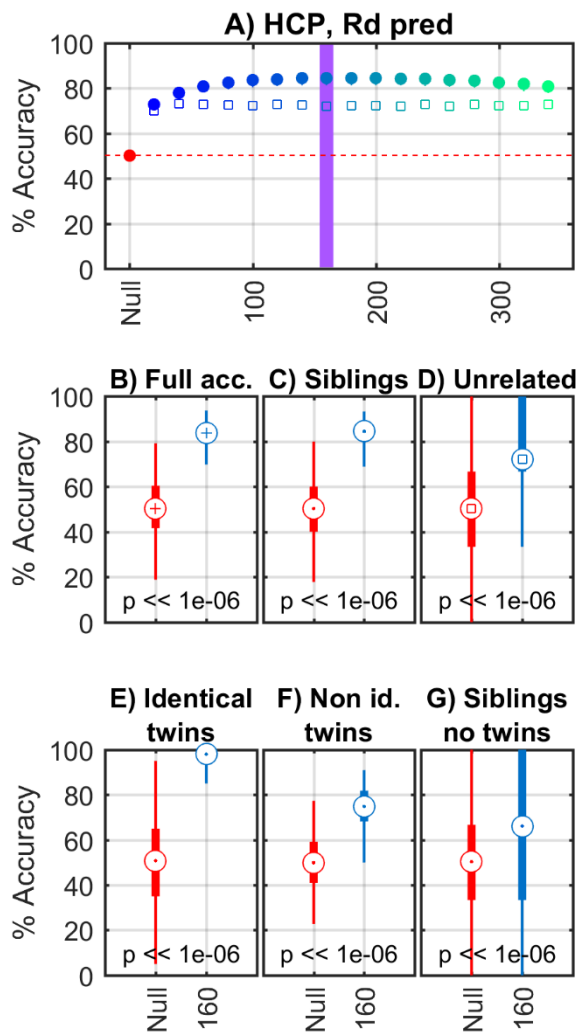 A) HCP, Rd pred
% Accuracy
100
80
60
40
20
0
Null
100
200
300
B) Full acc. C) Siblings D) Unrelated
% Accuracy
100
80
60
40
20
0
p << 1e-06 p << 1e-06 p << 1e-06
E) Identical twins
F) Non id. twins
G) Siblings no twins
% Accuracy
100
80
60
40
20
0
p << 1e-06 p << 1e-06 p << 1e-06
Null 160 Null 160 Null 160